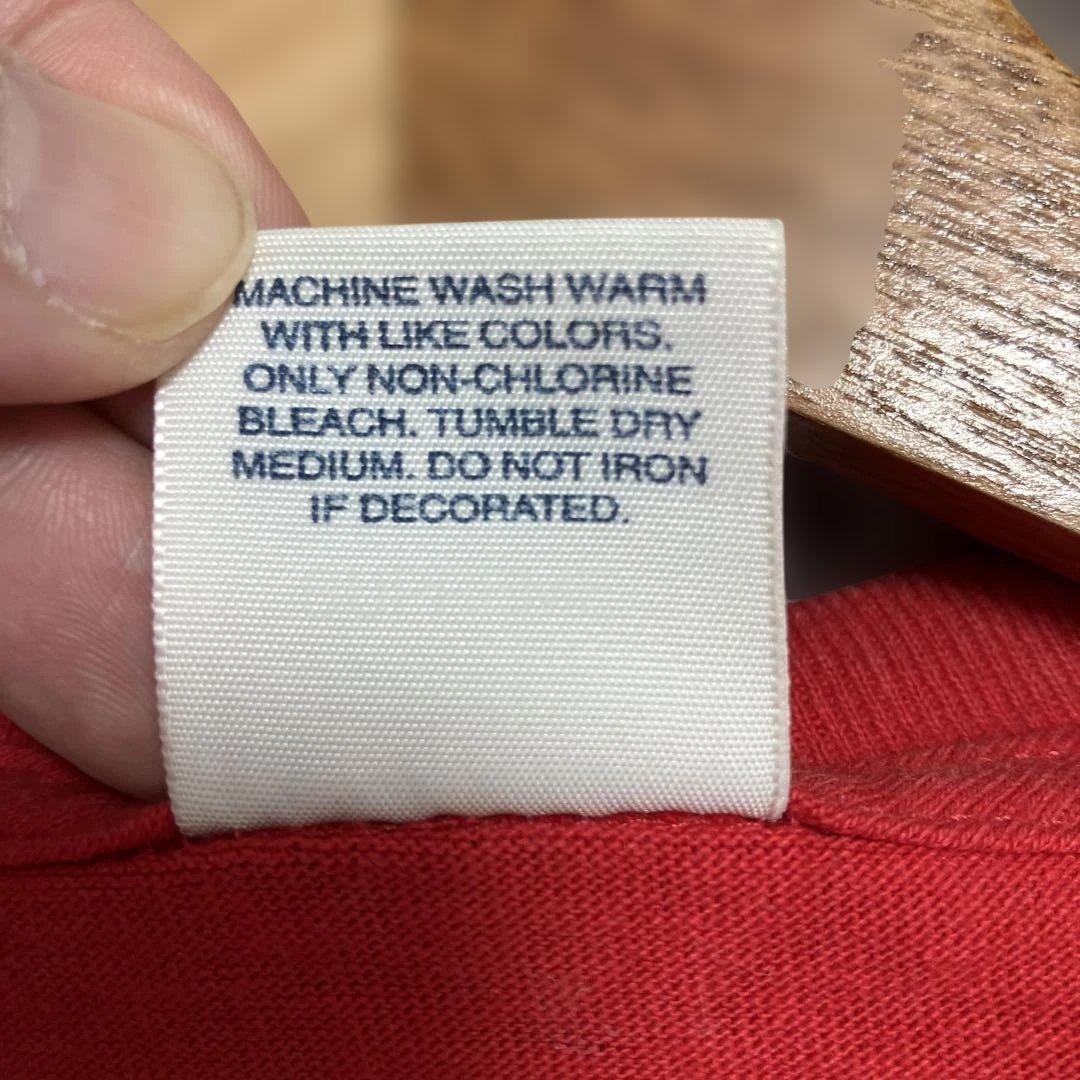 MACHINE WASH WARM
WITH LIKE COLORS.
ONLY NON-CHLORINE
BLEACH. TUMBLE DRY
MEDIUM. DO NOT IRON
IF DECORATED.